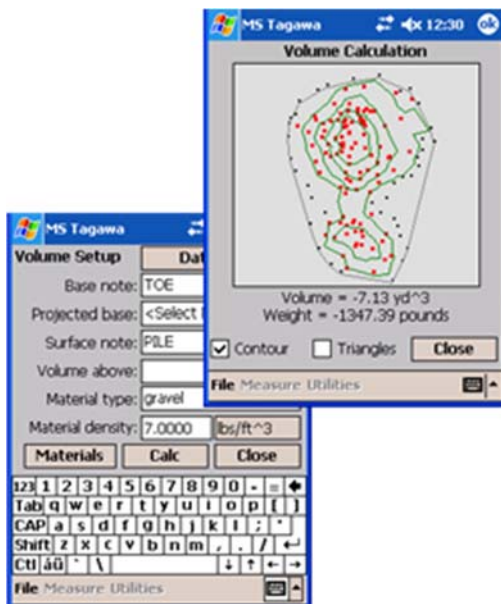 MS Tagawa 12:30 ok
Volume Calculation
Volume = -7.13 yd^3
Weight = -1347.39 pounds
Contour Triangles Close
File Measure Utilities
MS Tagawa
Volume Setup Dat
Base note: TOE
Projected base: <Select
Surface note: PILE
Volume above:
Material type: gravel
Material density: 7.0000 lbs/ft^3
Materials Calc Close
123 1 2 3 4 5 6 7 8 9 0 - =
Tab q w e r t y u i o p [ ]
CAP a s d f g h j k l ; '
Shift z x c v b n m , . /
Ctl áü ` \
File Measure Utilities